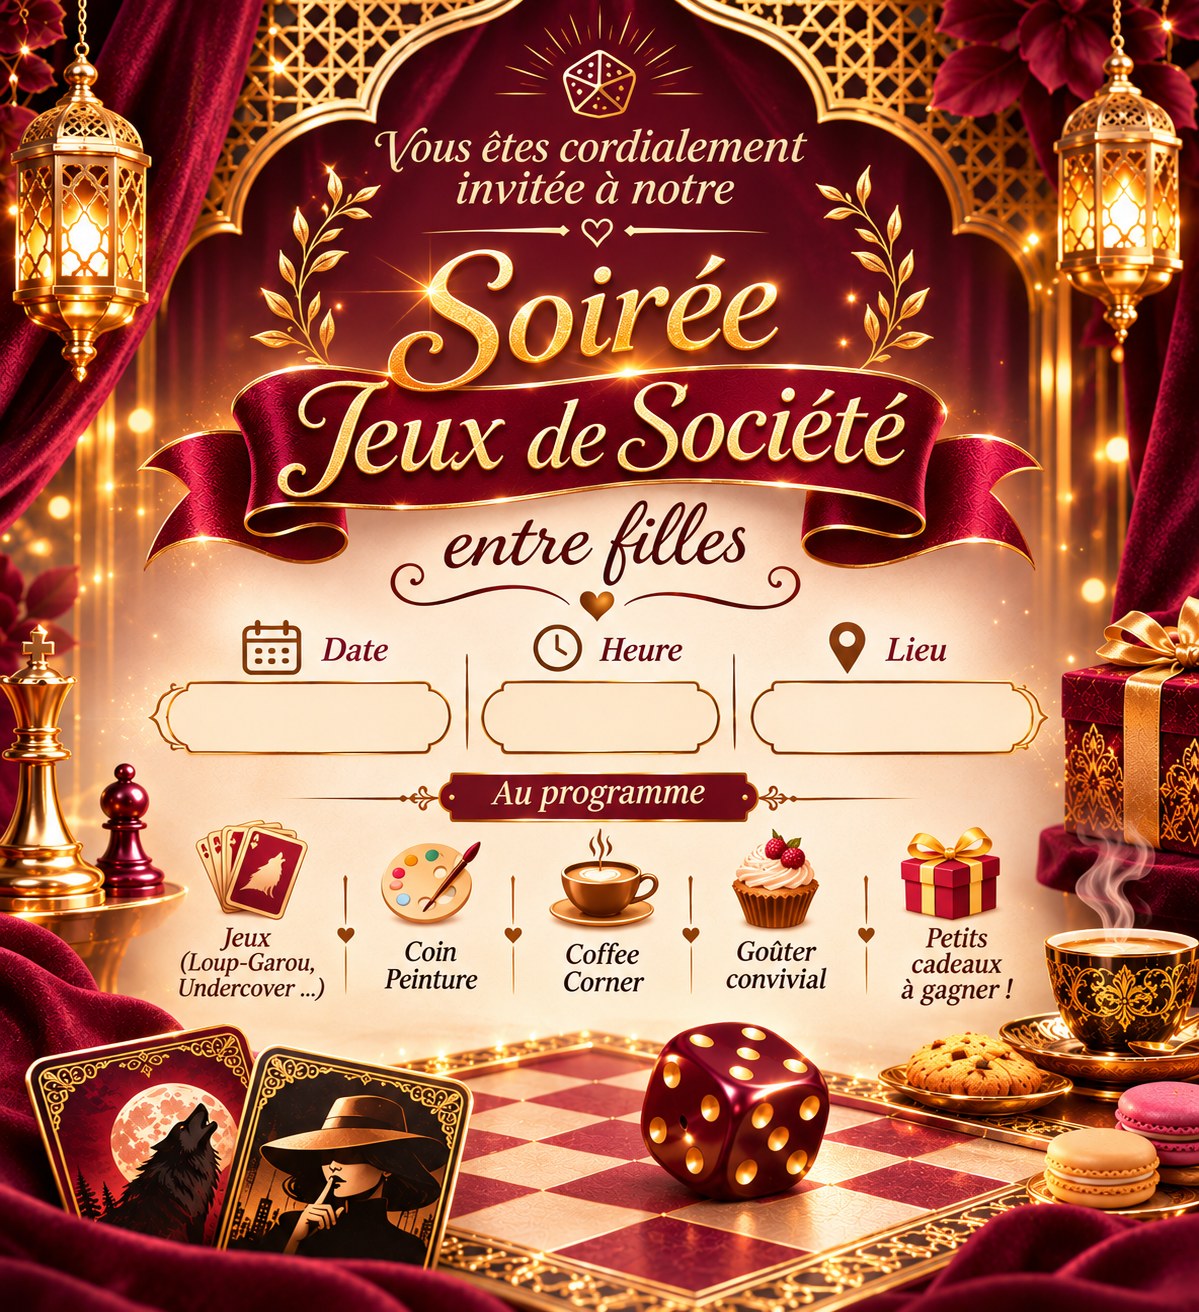 Vous êtes cordialement
invitée à notre
Soirée
Jeux de Société
entre filles
Date
Heure
Lieu
Au programme
Jeux
(Loup-Garou,
Undercover ...)
Coin
Peinture
Coffee
Corner
Goûter
convivial
Petits
cadeaux
à gagner !